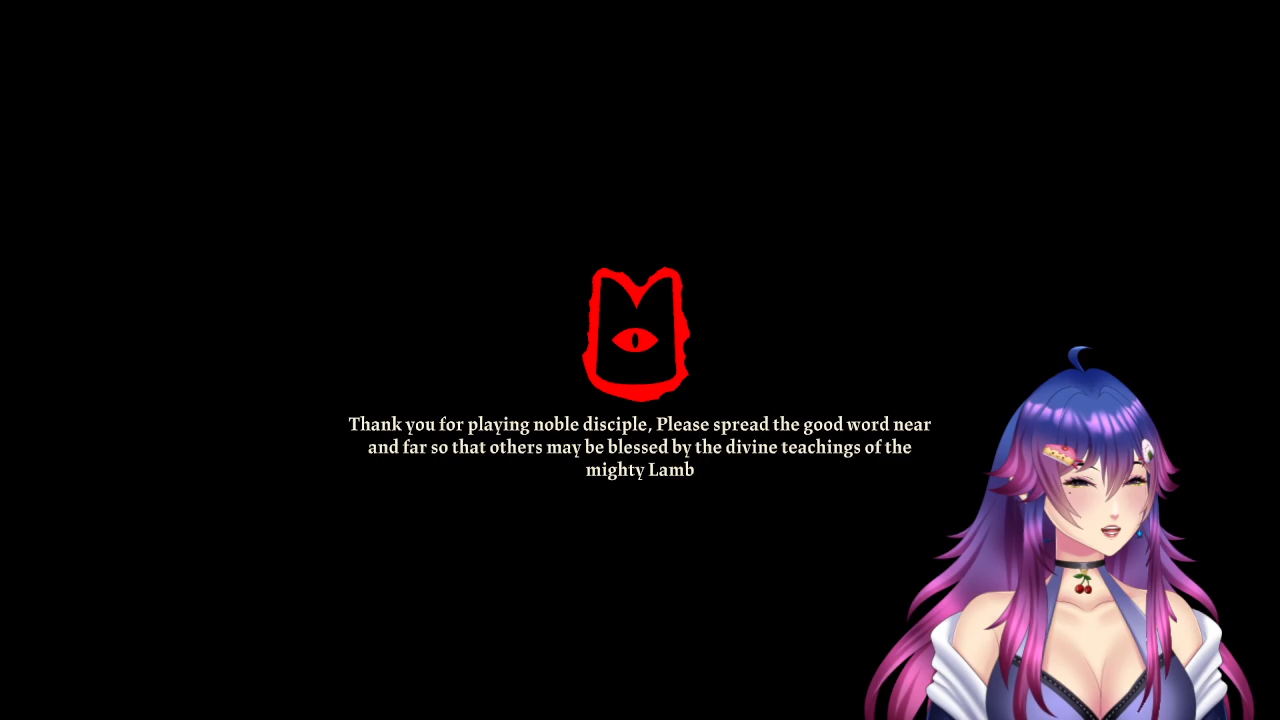 Thank you for playing noble disciple, Please spread the good word near
and far so that others may be blessed by the divine teachings of the
mighty Lamb